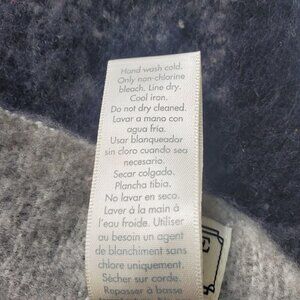 Hand wash cold.
Only non-chlorine
bleach. Line dry.
Cool iron.
Do not dry cleaned.
Lavar a mano con
agua fria.
Usar blanqueador
sin cloro cuando sea
necesario.
Secar colgado.
Plancha tibia.
No lavar en seca.
Laver à la main à
l'eau froide. Utiliser
au besoin un agent
de blanchiment sans
chlore uniquement.
Sécher sur corde.
Repasser à basse